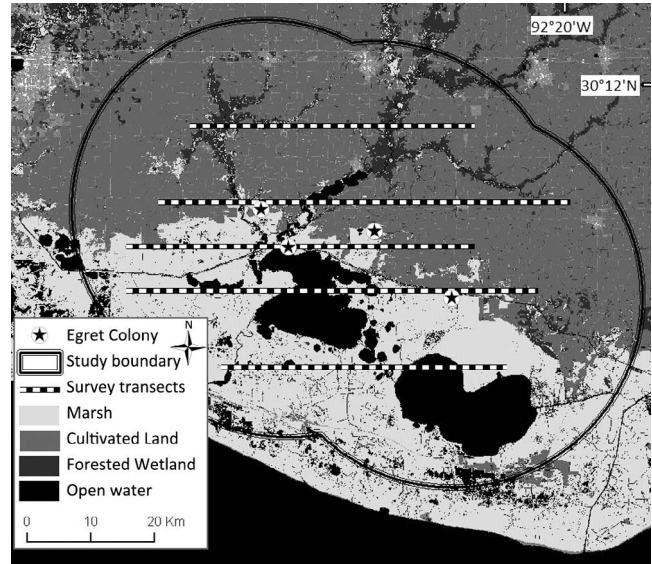 92°20'W
30°12'N
Egret Colony
N
Study boundary
Survey transects
Marsh
Cultivated Land
Forested Wetland
Open water
0 10 20 Km